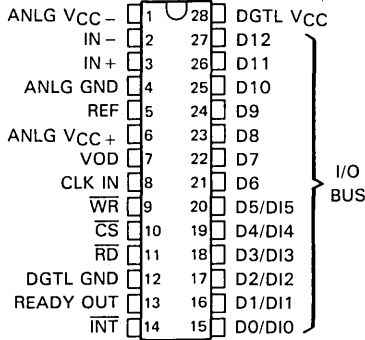 ANLG VCC- 1 28 DGTL VCC
IN- 2 27 D12
IN+ 3 26 D11
ANLG GND 4 25 D10
REF 5 24 D9
ANLG VCC+ 6 23 D8
VOD 7 22 D7
CLK IN 8 21 D6
WR 9 20 D5/DI5
CS 10 19 D4/DI4
RD 11 18 D3/DI3
DGTL GND 12 17 D2/DI2
READY OUT 13 16 D1/DI1
INT 14 15 D0/DI0
I/O
BUS